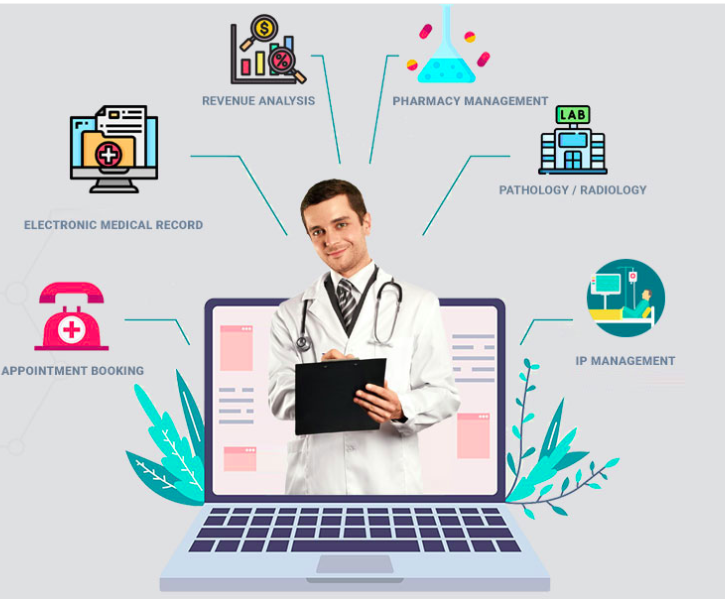 REVENUE ANALYSIS
PHARMACY MANAGEMENT
LAB
PATHOLOGY / RADIOLOGY
ELECTRONIC MEDICAL RECORD
APPOINTMENT BOOKING
IP MANAGEMENT